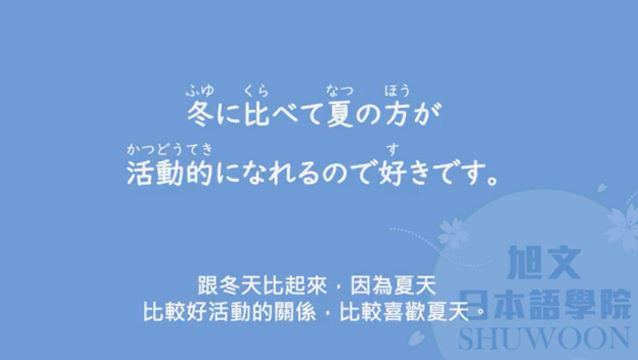 ふゆ くら なつ ほう
冬に比べて夏の方が
かつどうてき す
活動的になれるので好きです。
跟冬天比起來，因為夏天
比較好活動的關係，比較喜歡夏天。
旭文
日本語學院
SHUWOON